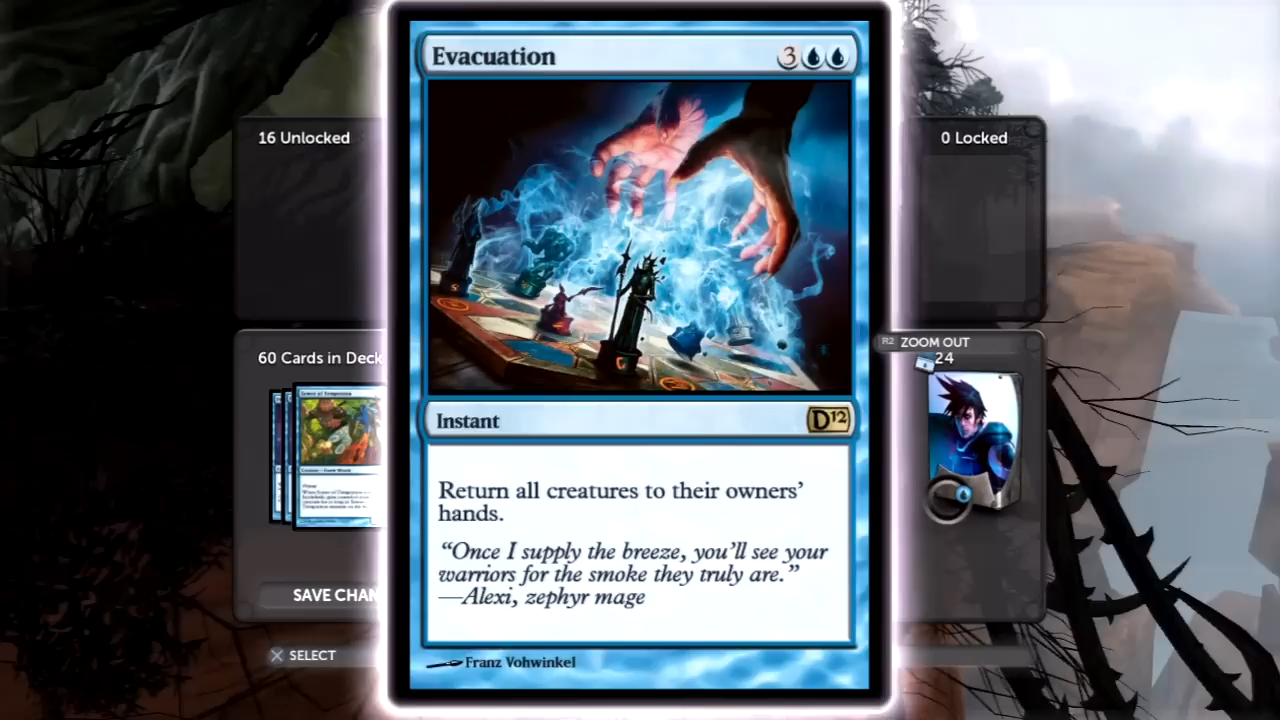 Evacuation
3
16 Unlocked
0 Locked
R2 ZOOM OUT
60 Cards in Deck
24
Instant
D12
Return all creatures to their owners’
hands.
“Once I supply the breeze, you’ll see your
warriors for the smoke they truly are.”
—Alexi, zephyr mage
SAVE CHAN
SELECT
Franz Vohwinkel